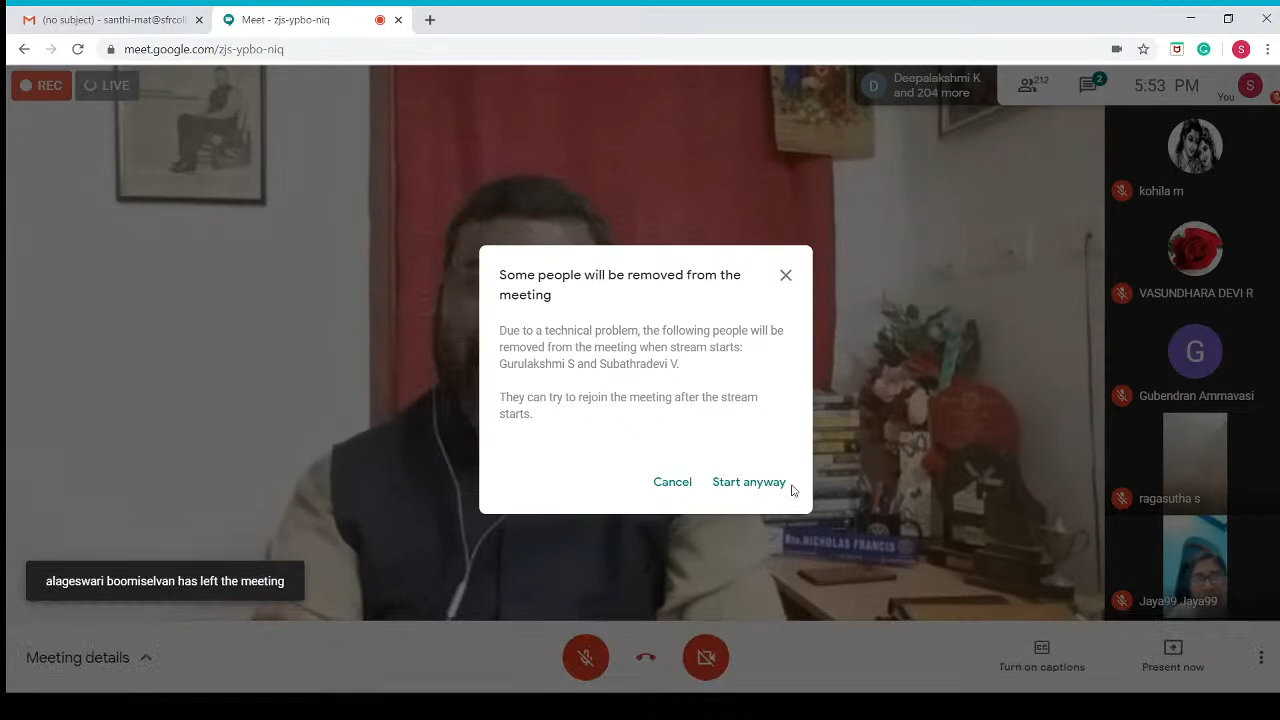 (no subject) - santhi-mat@sfrcoll
Meet - zjs-ypbo-niq
meet.google.com/zjs-ypbo-niq
S
REC
LIVE
D
Deepalakshmi K.
and 204 more
212
2
5:53 PM
You
S
kohila m
VASUNDHARA DEVI R
G
Gubendran Ammavasi
ragasutha s
Jaya99 Jaya99
Some people will be removed from the
meeting
Due to a technical problem, the following people will be
removed from the meeting when stream starts:
Gurulakshmi S and Subathradevi V.
They can try to rejoin the meeting after the stream
starts.
Cancel
Start anyway
NICHOLAS FRANCIS
alageswari boomiselvan has left the meeting
Meeting details
CC
Turn on captions
Present now